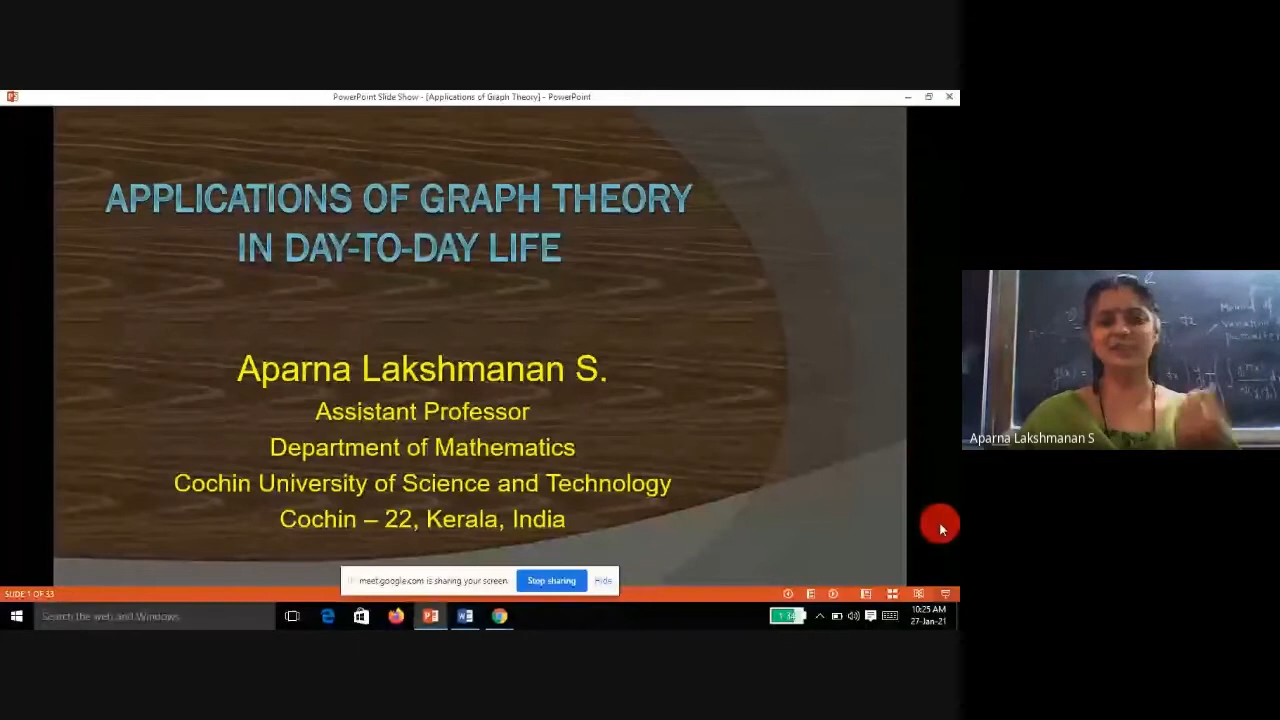 PowerPoint Slide Show - [Applications of Graph Theory] - PowerPoint
APPLICATIONS OF GRAPH THEORY
IN DAY-TO-DAY LIFE
Aparna Lakshmanan S.
Assistant Professor
Department of Mathematics
Cochin University of Science and Technology
Cochin – 22, Kerala, India
meet.google.com is sharing your screen.
Stop sharing
Hide
SLIDE 1 OF 33
Search the web and Windows
10:25 AM
27-Jan-21
Aparna Lakshmanan S